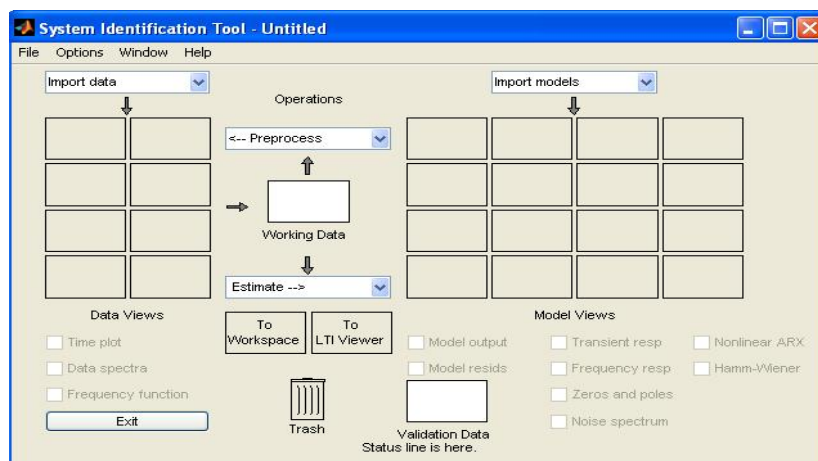 System Identification Tool - Untitled
File Options Window Help
Import data
Operations
Import models
<-- Preprocess
Working Data
Estimate -->
Data Views
To Workspace
To LTI Viewer
Model Views
Time plot
Data spectra
Frequency function
Exit
Trash
Model output
Model resids
Transient resp
Frequency resp
Zeros and poles
Noise spectrum
Nonlinear ARX
Hamm-Wiener
Validation Data
Status line is here.